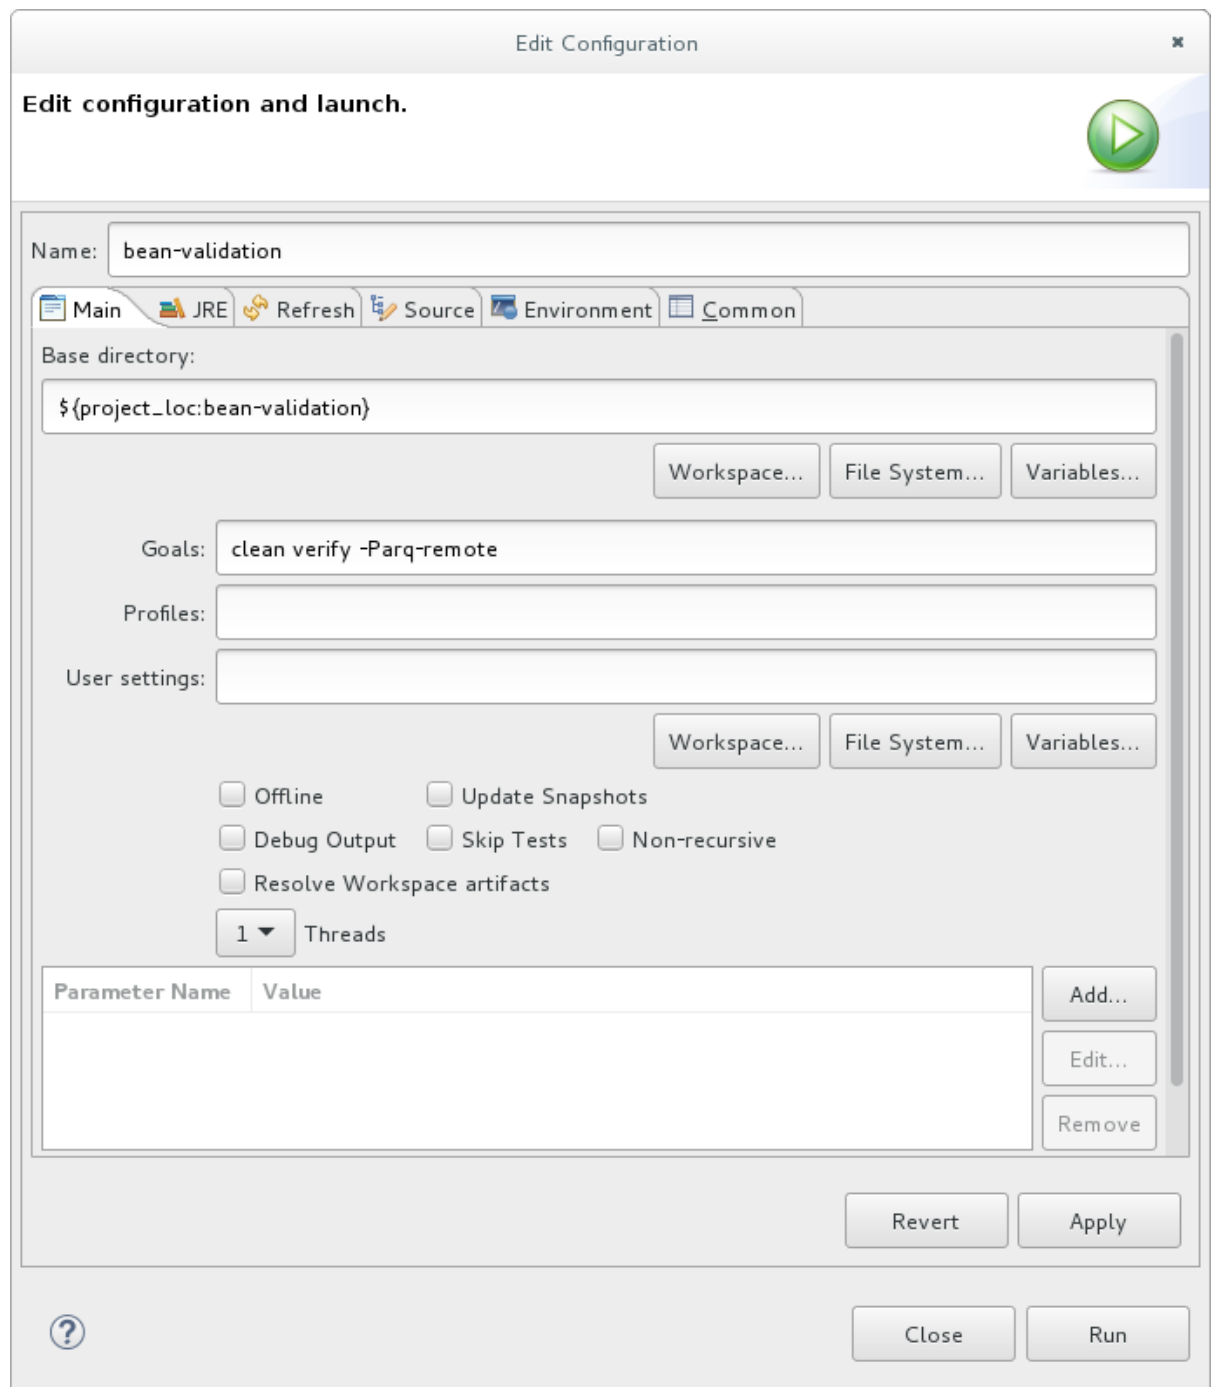 Edit Configuration
Edit configuration and launch.
Name: bean-validation
Main JRE Refresh Source Environment Common
Base directory:
${project_loc:bean-validation}
Workspace... File System... Variables...
Goals: clean verify -Parq-remote
Profiles:
User settings:
Workspace... File System... Variables...
Offline Update Snapshots
Debug Output Skip Tests Non-recursive
Resolve Workspace artifacts
1 Threads
Parameter Name Value
Add...
Edit...
Remove
Revert Apply
? Close Run